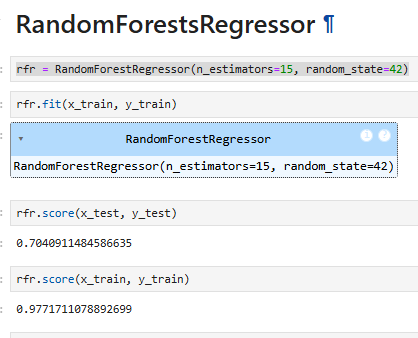 RandomForestsRegressor ¶
rfr = RandomForestRegressor(n_estimators=15, random_state=42)
rfr.fit(x_train, y_train)
RandomForestRegressor
i ?
RandomForestRegressor(n_estimators=15, random_state=42)
rfr.score(x_test, y_test)
0.7040911484586635
rfr.score(x_train, y_train)
0.9771711078892699